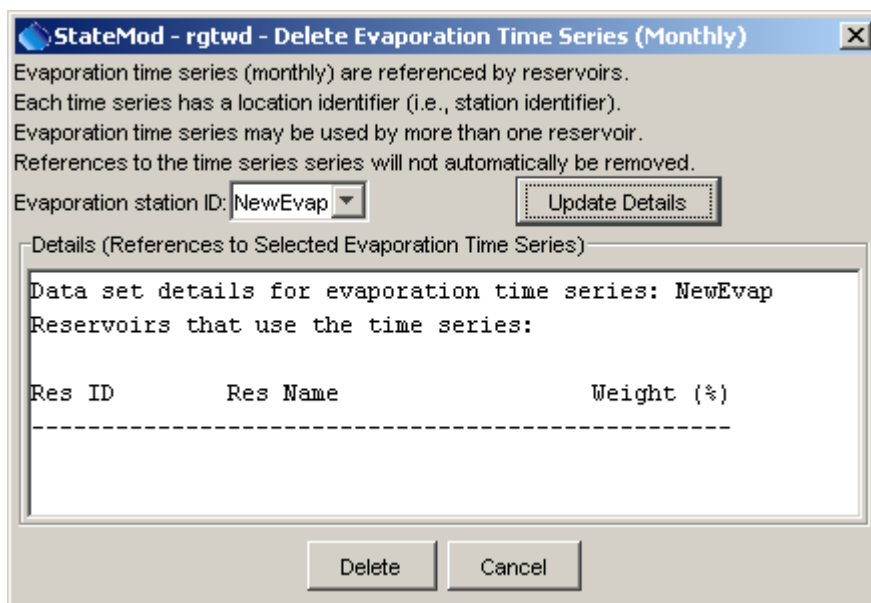 StateMod - rgtwd - Delete Evaporation Time Series (Monthly)
Evaporation time series (monthly) are referenced by reservoirs.
Each time series has a location identifier (i.e., station identifier).
Evaporation time series may be used by more than one reservoir.
References to the time series series will not automatically be removed.
Evaporation station ID: NewEvap Update Details
Details (References to Selected Evaporation Time Series)
Data set details for evaporation time series: NewEvap
Reservoirs that use the time series:
Res ID Res Name Weight (%)
--------------------------------------------------
Delete Cancel